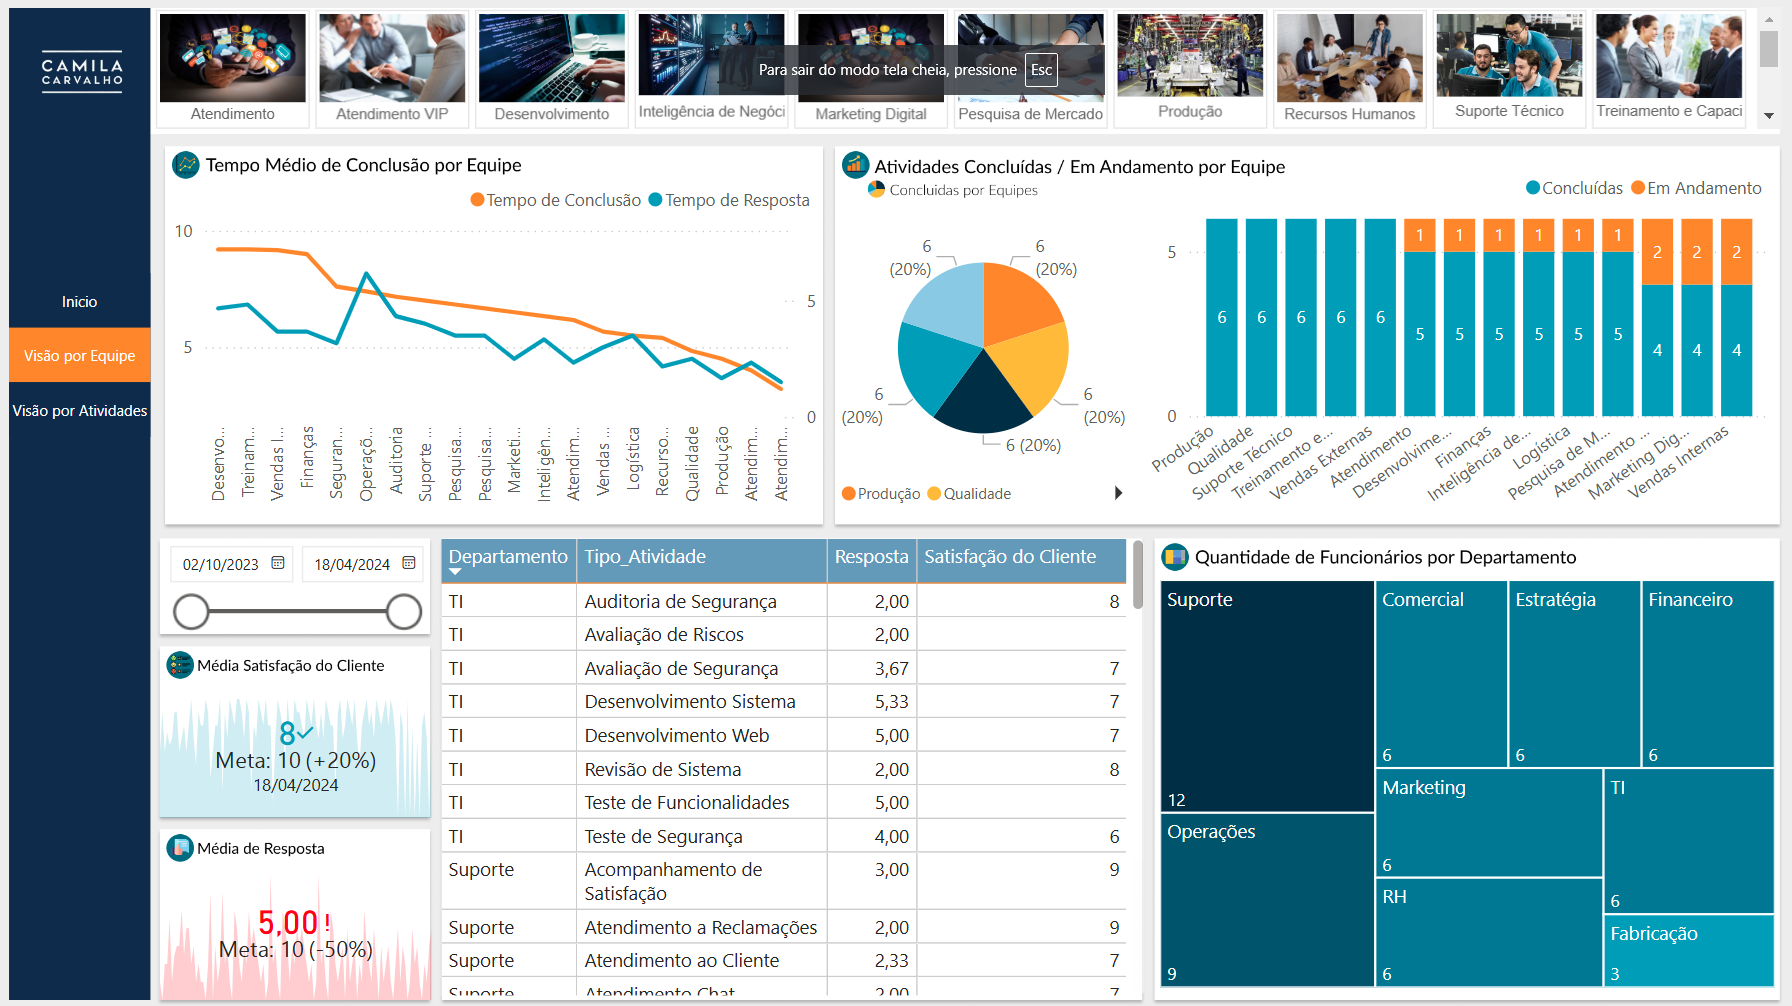 CAMILA
CARVALHO
Inicio
Visão por Equipe
Visão por Atividades
Atendimento
Atendimento VIP
Desenvolvimento
Inteligência de Negóci
Marketing Digital
Pesquisa de Mercado
Produção
Recursos Humanos
Suporte Técnico
Treinamento e Capaci
Para sair do modo tela cheia, pressione Esc
Tempo Médio de Conclusão por Equipe
Tempo de Conclusão Tempo de Resposta
10
5
5
0
Desenvo...
Treinam...
Vendas I...
Finanças
Seguran...
Operaçõ...
Auditoria
Suporte ...
Pesquisa...
Pesquisa...
Marketi...
Inteligên...
Atendim...
Vendas ...
Logística
Recurso...
Qualidade
Produção
Atendim...
Atendim...
Atividades Concluídas / Em Andamento por Equipe
Concluidas por Equipes
6
(20%)
6
(20%)
6
(20%)
6
(20%)
6 (20%)
Produção Qualidade
Concluídas Em Andamento
5
0
1 1 1 1 1 1 2 2 2
6 6 6 6 6 5 5 5 5 5 5 4 4 4
Produção
Qualidade
Suporte Técnico
Treinamento e...
Vendas Externas
Atendimento
Desenvolvime...
Finanças
Inteligência de...
Logística
Pesquisa de M...
Atendimento ...
Marketing Dig...
Vendas Internas
02/10/2023 18/04/2024
Média Satisfação do Cliente
8
Meta: 10 (+20%)
18/04/2024
Média de Resposta
5,00 !
Meta: 10 (-50%)
Departamento Tipo_Atividade Resposta Satisfação do Cliente
TI Auditoria de Segurança 2,00 8
TI Avaliação de Riscos 2,00
TI Avaliação de Segurança 3,67 7
TI Desenvolvimento Sistema 5,33 7
TI Desenvolvimento Web 5,00 7
TI Revisão de Sistema 2,00 8
TI Teste de Funcionalidades 5,00
TI Teste de Segurança 4,00 6
Suporte Acompanhamento de 3,00 9
Satisfação
Suporte Atendimento a Reclamações 2,00 9
Suporte Atendimento ao Cliente 2,33 7
Suporte Atendimento Chat 2,00 7
Quantidade de Funcionários por Departamento
Suporte
12
Operações
9
Comercial
6
Estratégia
6
Financeiro
6
Marketing
6
RH
6
TI
6
Fabricação
3